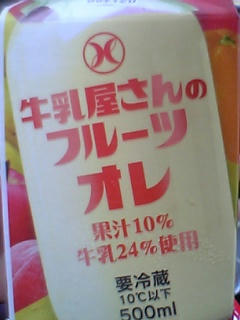 牛乳屋さんの
フルーツ
オレ
果汁10%
牛乳24%使用
要冷蔵
10℃以下
500ml